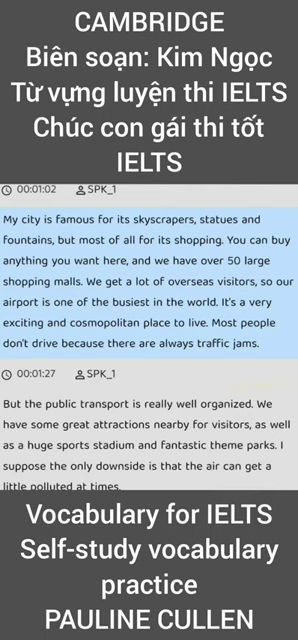 CAMBRIDGE
Biên soạn: Kim Ngọc
Từ vựng luyện thi IELTS
Chúc con gái thi tốt
IELTS
00:01:02 SPK_1
My city is famous for its skyscrapers, statues and
fountains, but most of all for its shopping. You can buy
anything you want here, and we have over 50 large
shopping malls. We get a lot of overseas visitors, so our
airport is one of the busiest in the world. It's a very
exciting and cosmopolitan place to live. Most people
don't drive because there are always traffic jams.
00:01:27 SPK_1
But the public transport is really well organized. We
have some great attractions nearby for visitors, as well
as a huge sports stadium and fantastic theme parks. I
suppose the only downside is that the air can get a
little polluted at times.
Vocabulary for IELTS
Self-study vocabulary
practice
PAULINE CULLEN